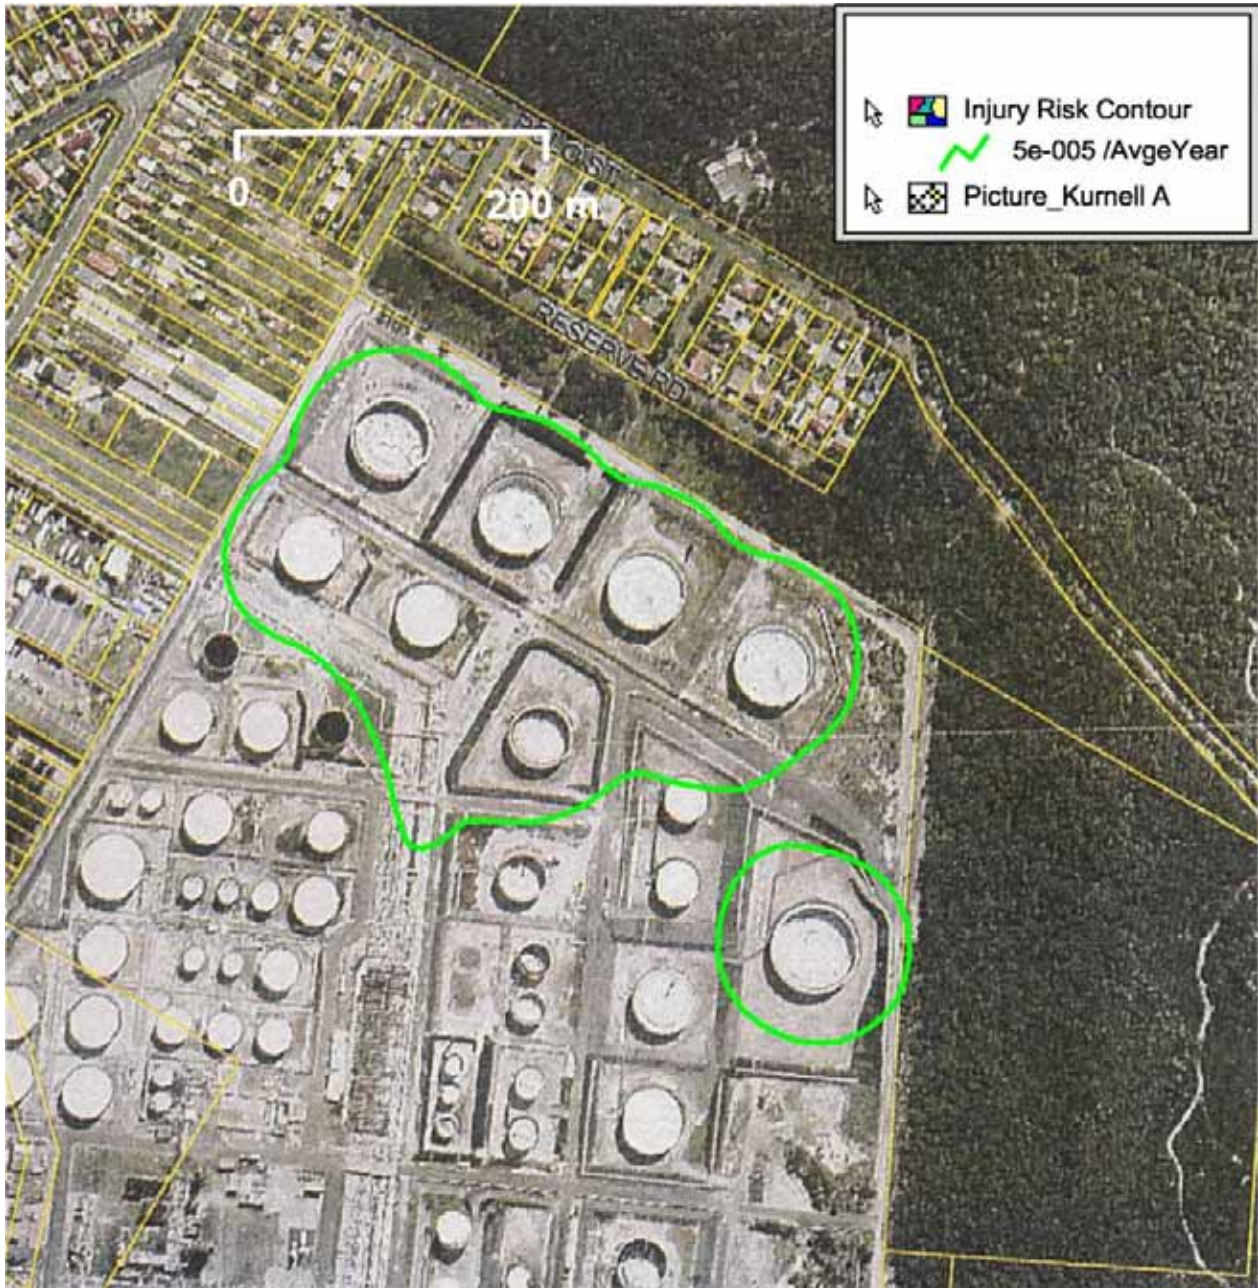 Injury Risk Contour
5e-005 /AvgeYear
Picture_Kurnell A
0
200 m
RESERVE RD